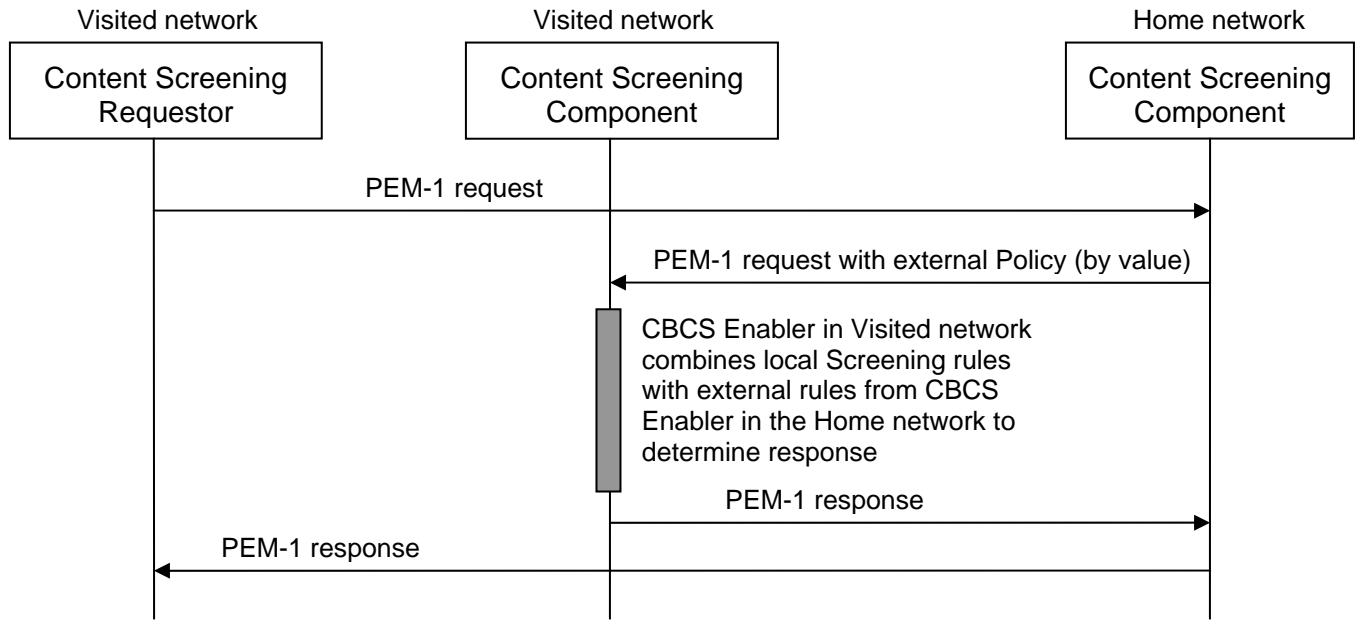 Visited network
Visited network
Home network
Content Screening
Requestor
Content Screening
Component
Content Screening
Component
PEM-1 request
PEM-1 request with external Policy (by value)
CBCS Enabler in Visited network
combines local Screening rules
with external rules from CBCS
Enabler in the Home network to
determine response
PEM-1 response
PEM-1 response